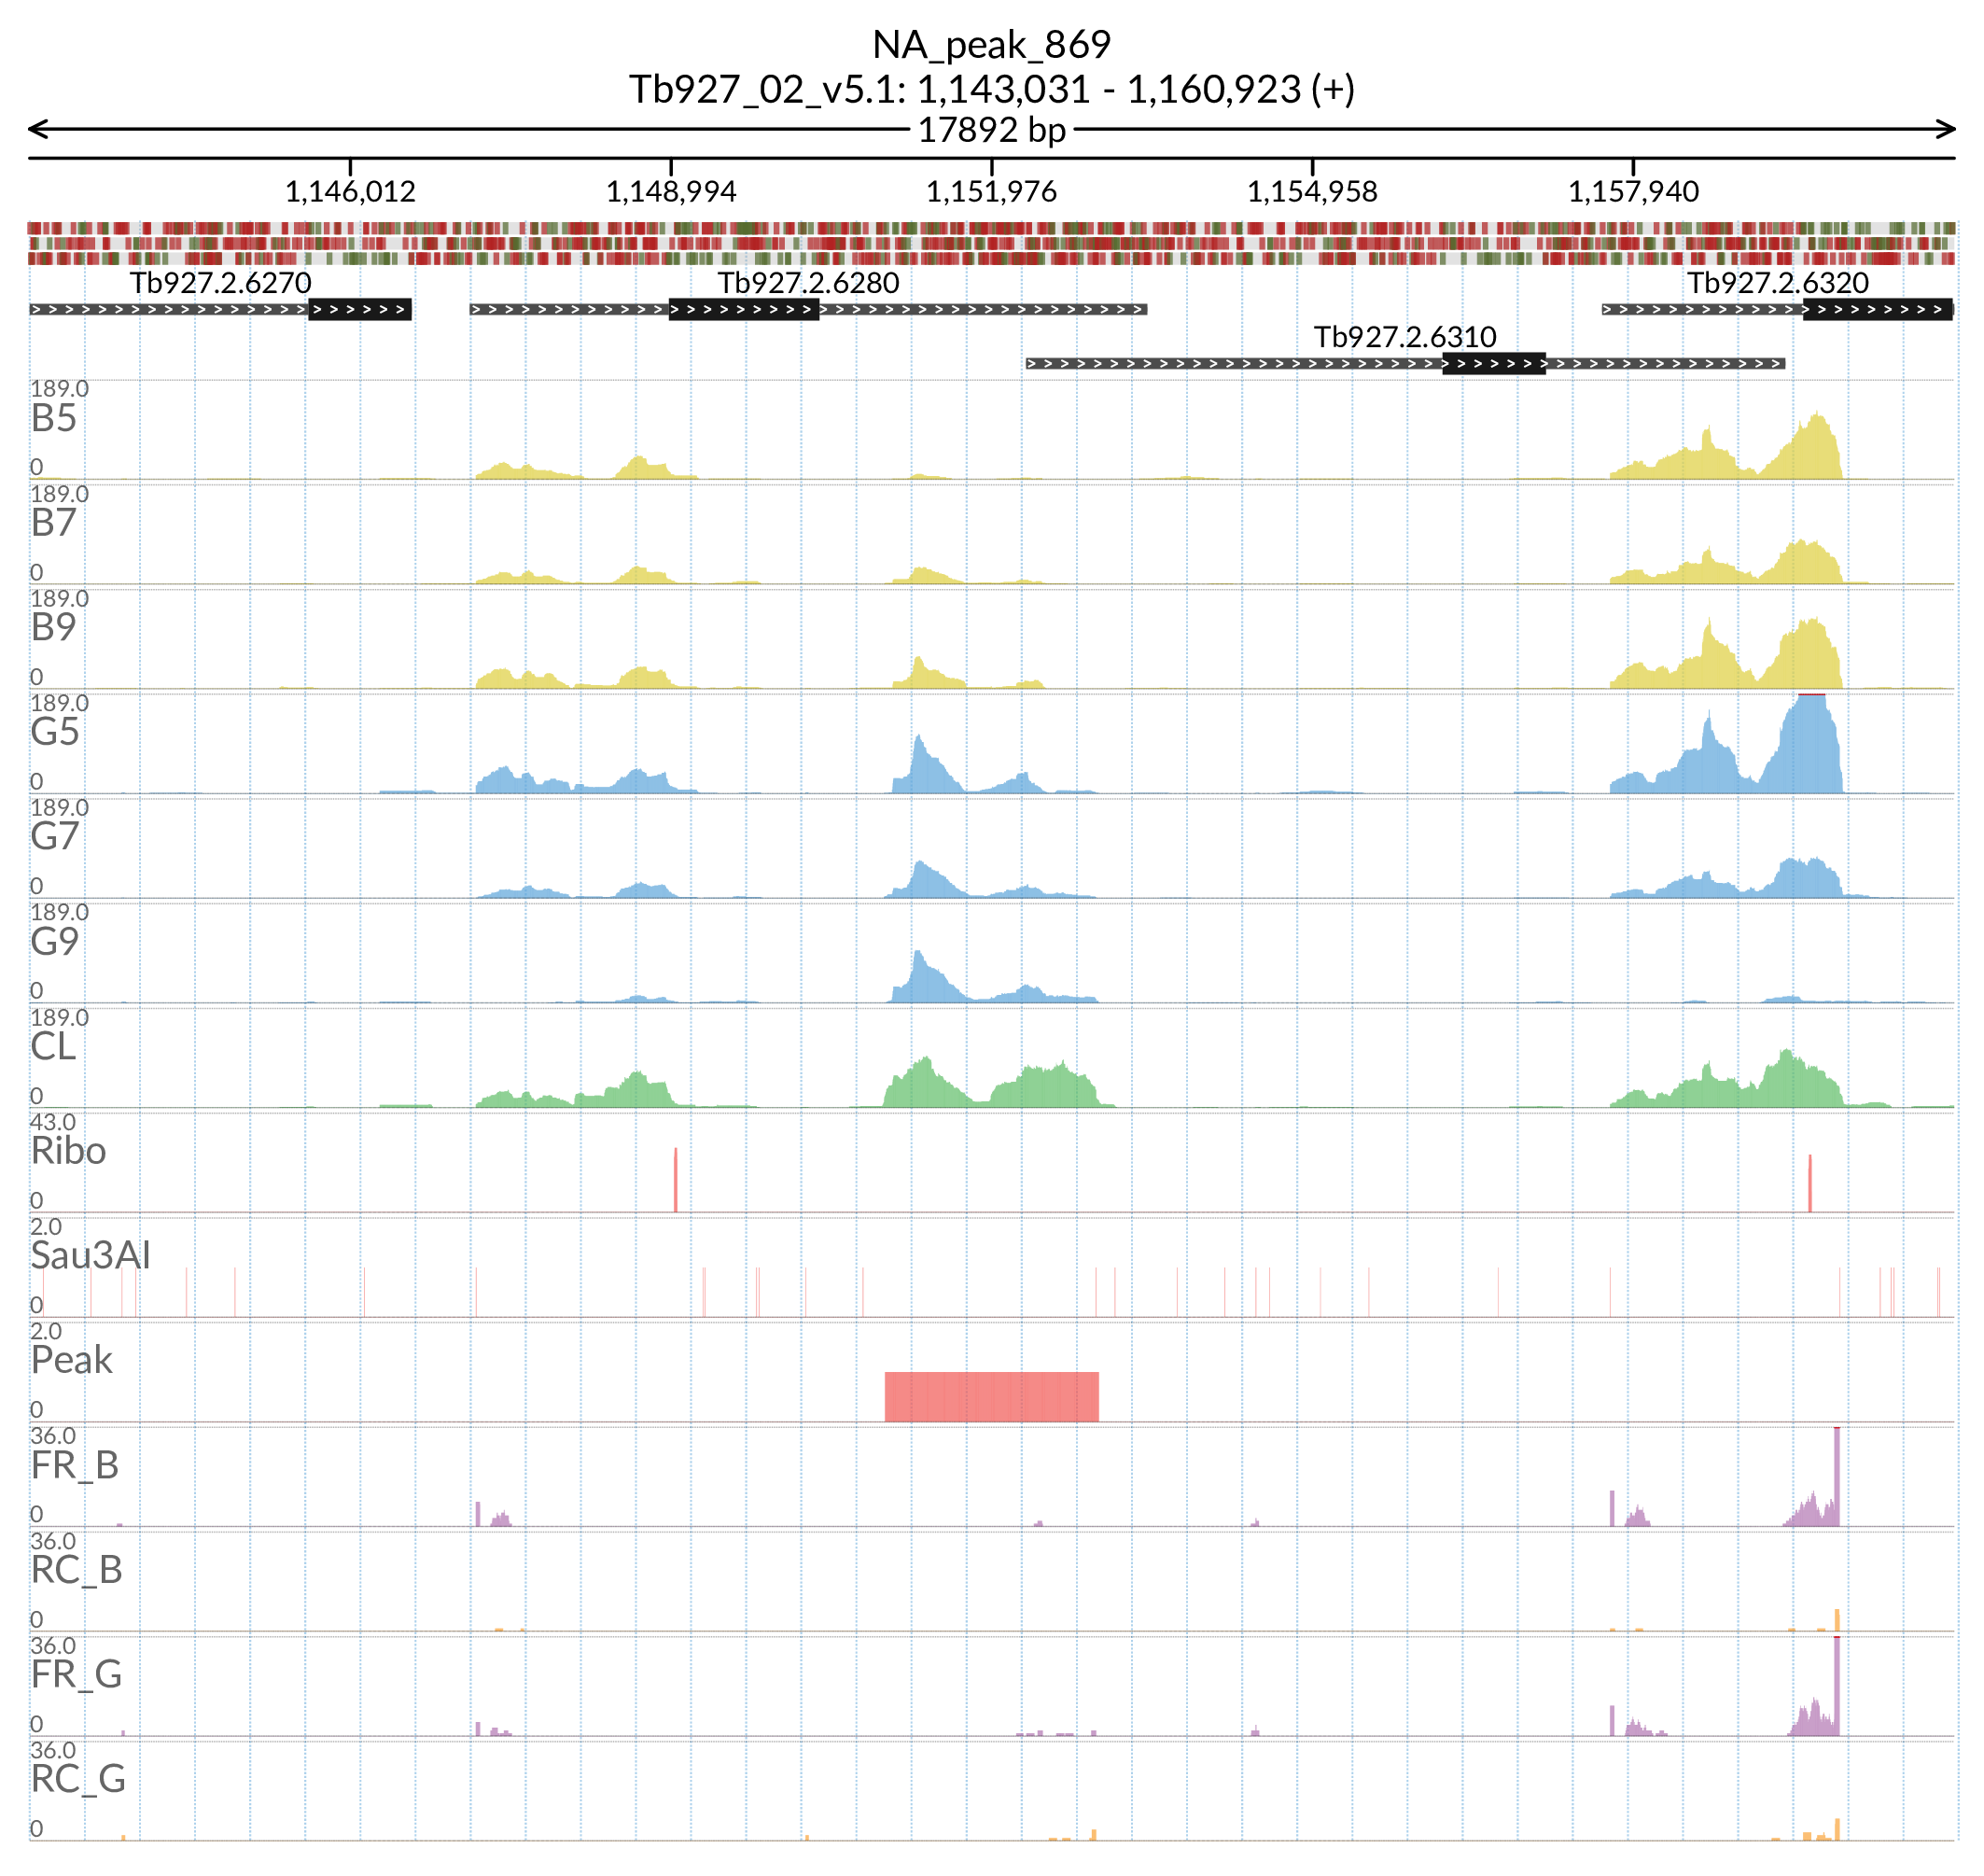 NA_peak_869
Tb927_02_v5.1: 1,143,031 - 1,160,923 (+)
17892 bp
1,146,012 1,148,994 1,151,976 1,154,958 1,157,940
Tb927.2.6270 Tb927.2.6280 Tb927.2.6320
Tb927.2.6310
189.0
B5
0
189.0
B7
0
189.0
B9
0
189.0
G5
0
189.0
G7
0
189.0
G9
0
189.0
CL
0
43.0
Ribo
0
2.0
Sau3AI
0
2.0
Peak
0
36.0
FR_B
0
36.0
RC_B
0
36.0
FR_G
0
36.0
RC_G
0